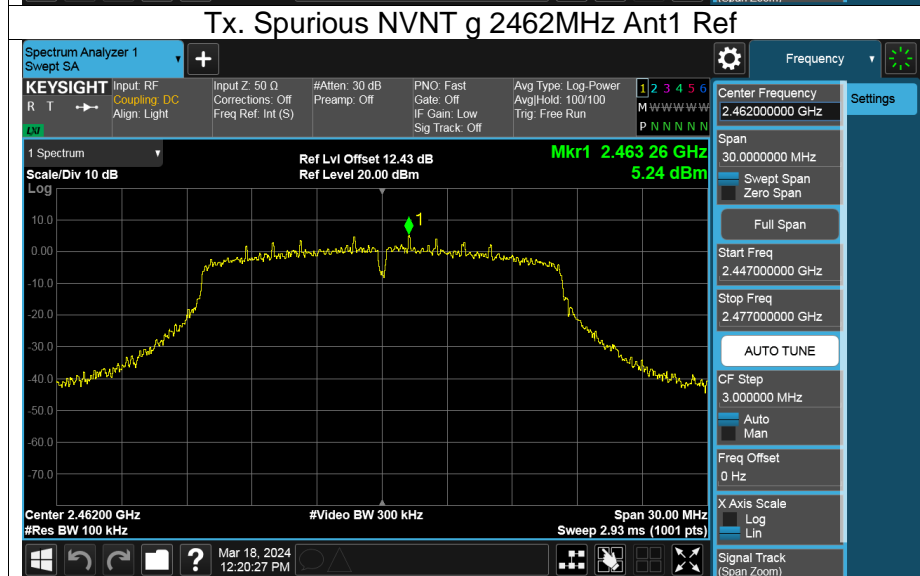 (Span Zoom)
Tx. Spurious NVNT g 2462MHz Ant1 Ref
Spectrum Analyzer 1
Swept SA
+
Frequency
KEYSIGHT
R T
LXI
Input: RF
Coupling: DC
Align: Light
Input Z: 50 Ω
Corrections: Off
Freq Ref: Int (S)
#Atten: 30 dB
Preamp: Off
PNO: Fast
Gate: Off
IF Gain: Low
Sig Track: Off
Avg Type: Log-Power
Avg|Hold: 100/100
Trig: Free Run
1 2 3 4 5 6
M W W W W W
P N N N N N
1 Spectrum
Scale/Div 10 dB
Log
Ref Lvl Offset 12.43 dB
Ref Level 20.00 dBm
Mkr1 2.463 26 GHz
5.24 dBm
1
10.0
0.00
-10.0
-20.0
-30.0
-40.0
-50.0
-60.0
-70.0
Center 2.46200 GHz
#Res BW 100 kHz
#Video BW 300 kHz
Span 30.00 MHz
Sweep 2.93 ms (1001 pts)
Center Frequency
2.462000000 GHz
Settings
Span
30.0000000 MHz
Swept Span
Zero Span
Full Span
Start Freq
2.447000000 GHz
Stop Freq
2.477000000 GHz
AUTO TUNE
CF Step
3.000000 MHz
Auto
Man
Freq Offset
0 Hz
X Axis Scale
Log
Lin
Signal Track
(Span Zoom)
?
Mar 18, 2024
12:20:27 PM